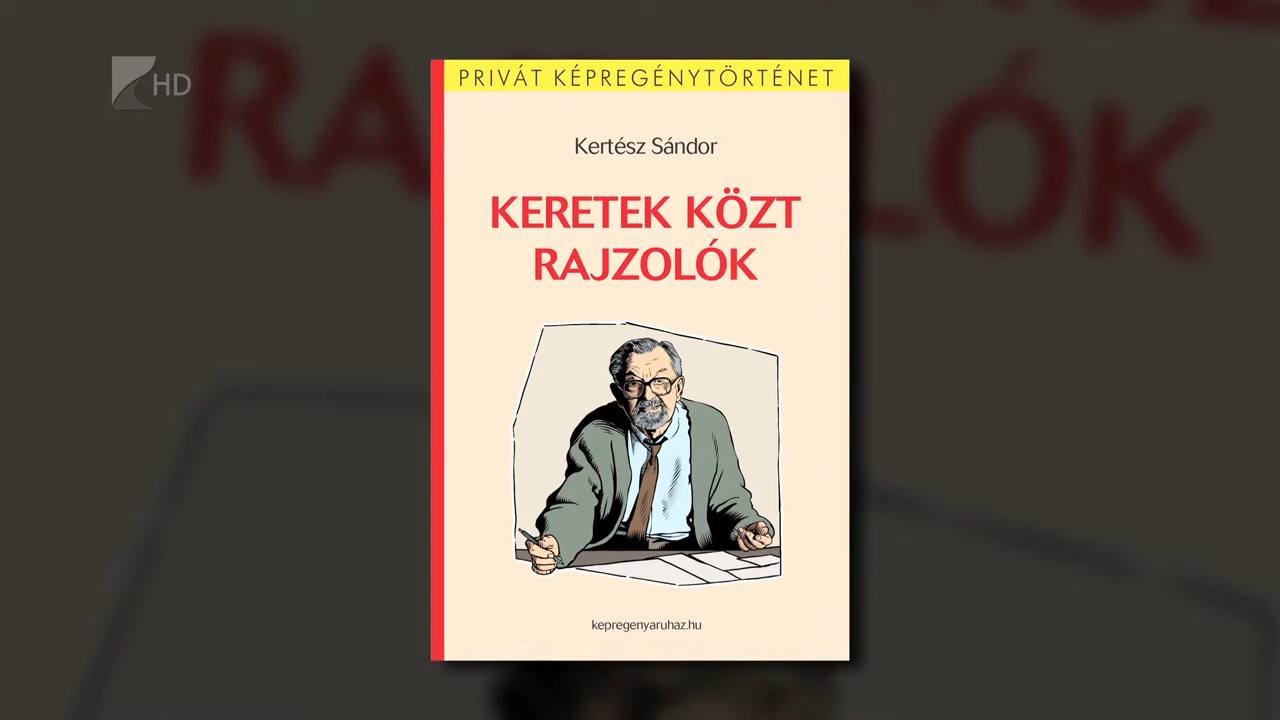 HD
PRIVÁT KÉPREGÉNYTÖRTÉNET
Kertész Sándor
KERETEK KÖZT
RAJZOLÓK
kepregenyaruhaz.hu